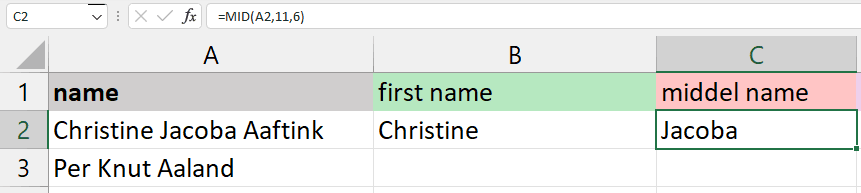 C2 fx =MID(A2,11,6)
A B C
1 name first name middel name
2 Christine Jacoba Aaftink Christine Jacoba
3 Per Knut Aaland